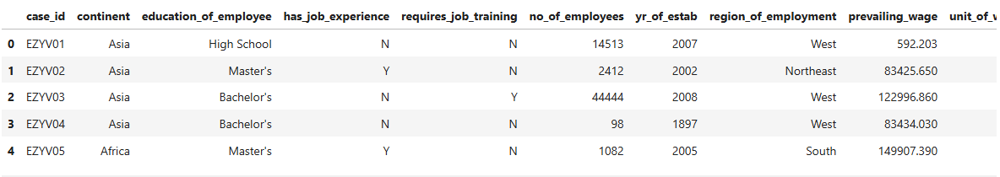 case_id continent education_of_employee has_job_experience requires_job_training no_of_employees yr_of_estab region_of_employment prevailing_wage unit_of_v
0 EZYV01 Asia High School N N 14513 2007 West 592.203
1 EZYV02 Asia Master's Y N 2412 2002 Northeast 83425.650
2 EZYV03 Asia Bachelor's N Y 44444 2008 West 122996.860
3 EZYV04 Asia Bachelor's N N 98 1897 West 83434.030
4 EZYV05 Africa Master's Y N 1082 2005 South 149907.390